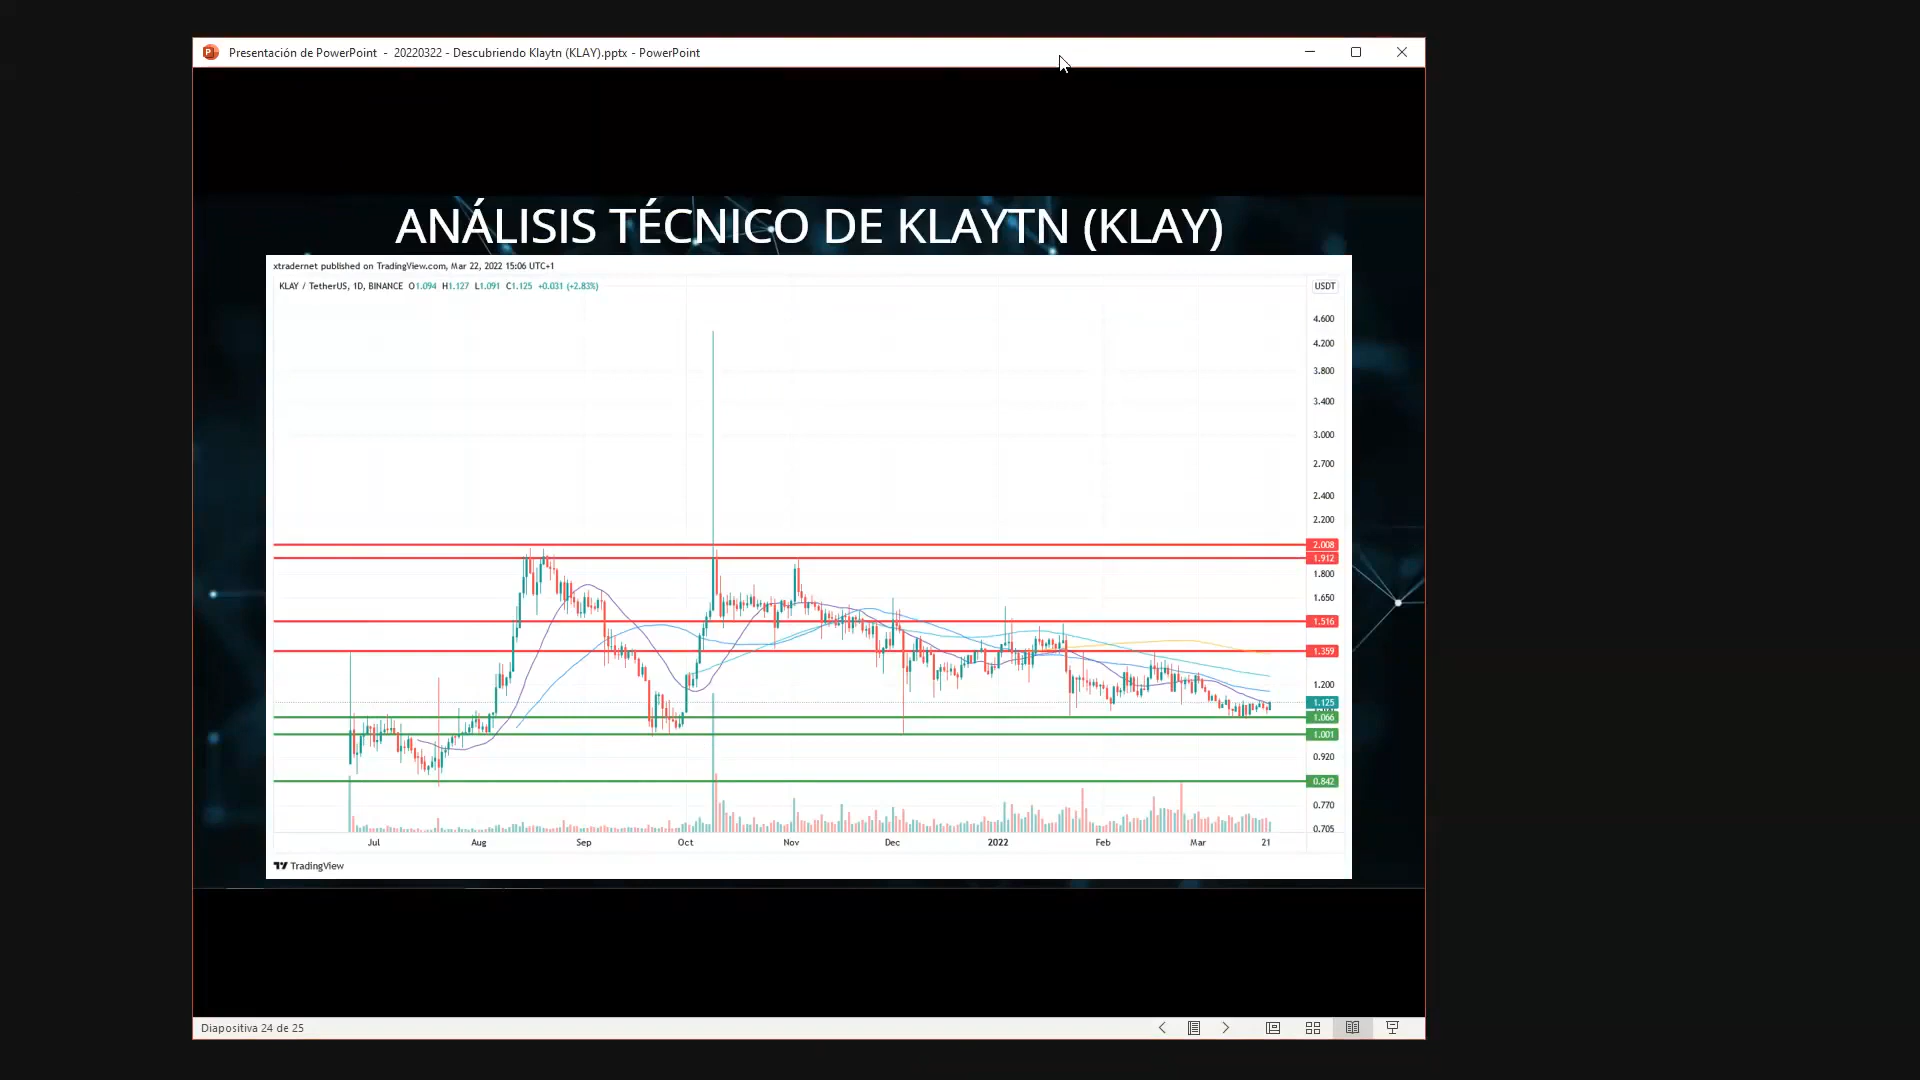 Presentación de PowerPoint - 20220322 - Descubriendo Klaytn (KLAY).pptx - PowerPoint
ANÁLISIS TÉCNICO DE KLAYTN (KLAY)
xtradernet published on TradingView.com, Mar 22, 2022 15:06 UTC+1
KLAY / TetherUS, 1D, BINANCE O1.094 H1.127 L1.091 C1.125 +0.031 (+2.83%)
USDT
4.600
4.200
3.800
3.400
3.000
2.700
2.400
2.200
2.008
1.912
1.800
1.650
1.516
1.359
1.200
1.125
1.066
1.001
0.920
0.842
0.770
0.705
Jul Aug Sep Oct Nov Dec 2022 Feb Mar 21
TradingView
Diapositiva 24 de 25